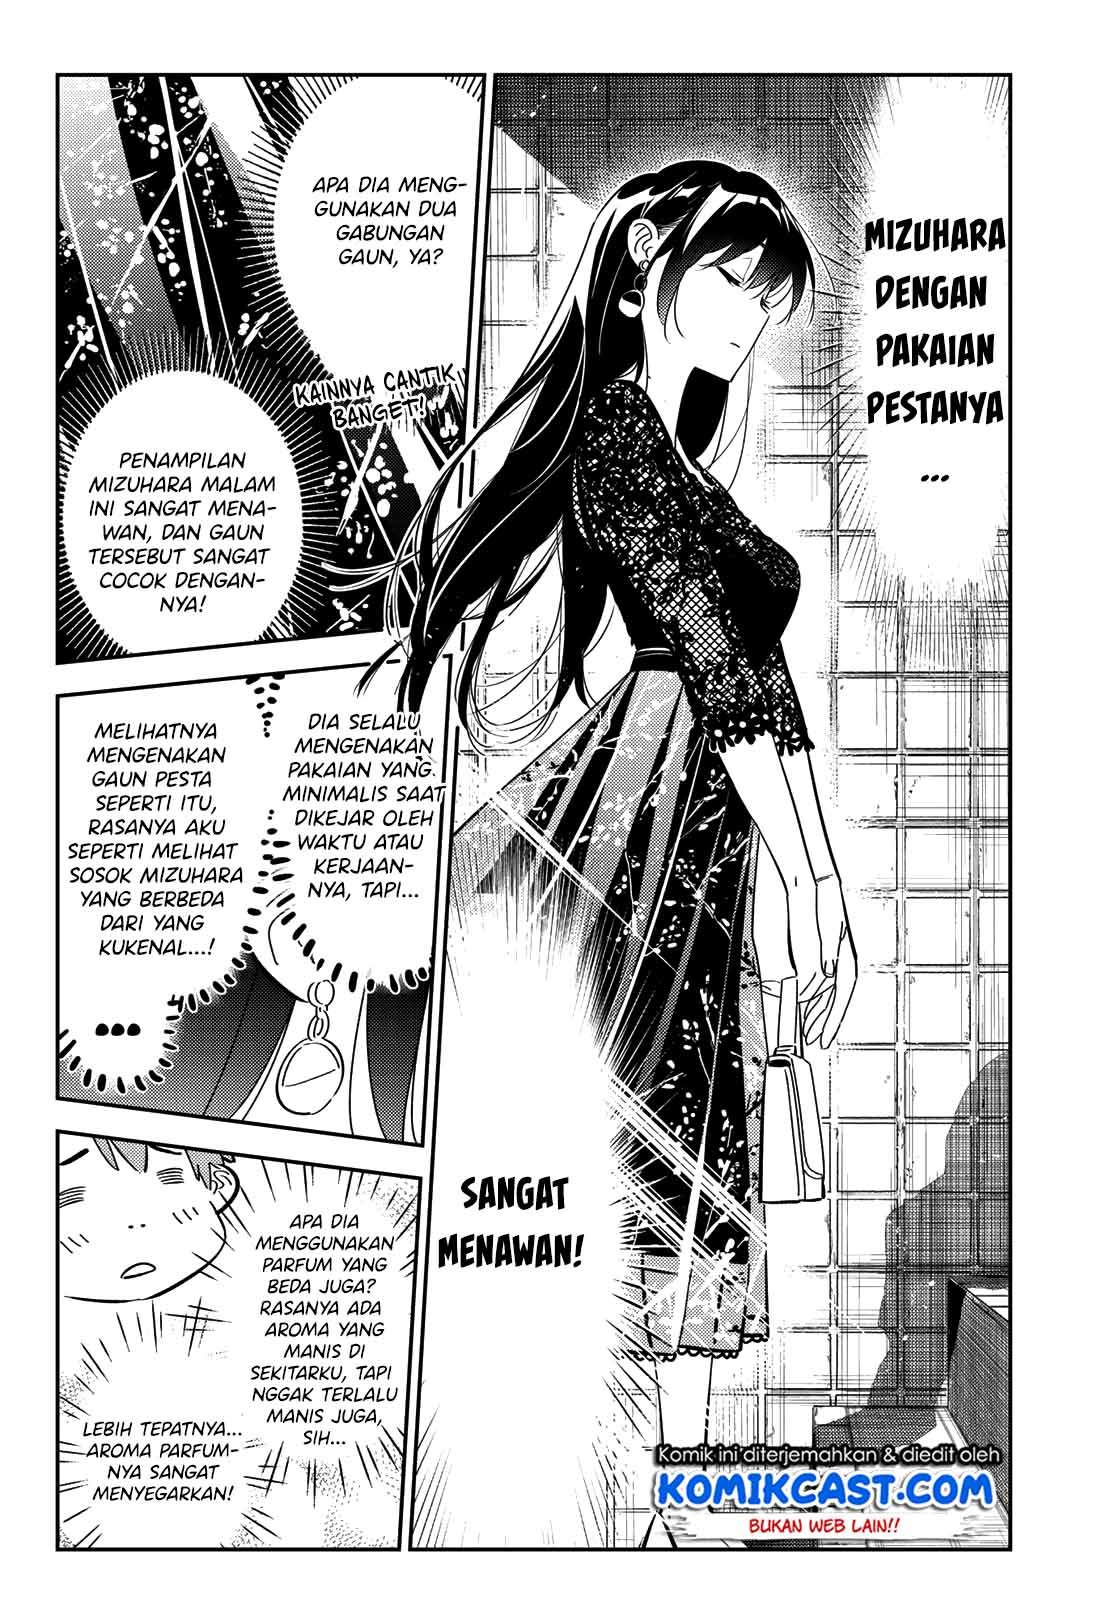 MIZUHARA
DENGAN
PAKAIAN
PESTANYA
...
SANGAT
MENAWAN!
APA DIA MENG-
GUNAKAN DUA
GABUNGAN
GAUN, YA?
KAINNYA CANTIK
BANGET!
PENAMPILAN
MIZUHARA MALAM
INI SANGAT MENA-
WAN, DAN GAUN
TERSEBUT SANGAT
COCOK DENGAN-
NYA!
DIA SELALU
MENGENAKAN
PAKAIAN YANG
MINIMALIS SAAT
DIKEJAR OLEH
WAKTU ATAU
KERJAAN-
NYA, TAPI...
MELIHATNYA
MENGENAKAN
GAUN PESTA
SEPERTI ITU,
RASANYA AKU
SEPERTI MELIHAT
SOSOK MIZUHARA
YANG BERBEDA
DARI YANG
KUKENAL...!
...
APA DIA
MENGGUNAKAN
PARFUM YANG
BEDA JUGA?
RASANYA ADA
AROMA YANG
MANIS DI
SEKITARKU, TAPI
NGGAK TERLALU
MANIS JUGA,
SIH...
LEBIH TEPATNYA...
AROMA PARFUM-
NYA SANGAT
MENYEGARKAN!
Komik ini diterjemahkan & diedit oleh
KOMIKCAST.COM
BUKAN WEB LAIN!!